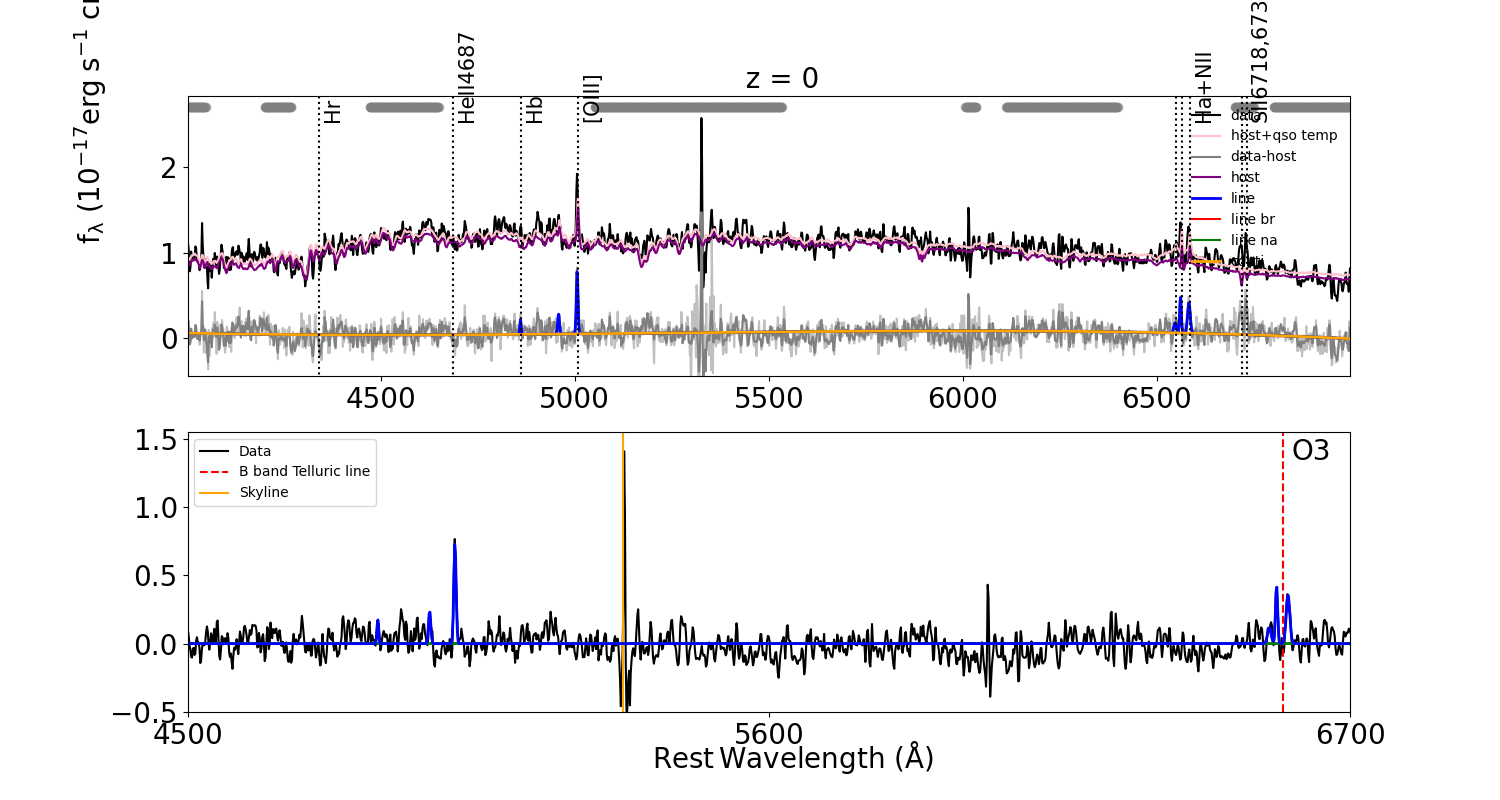 z = 0
f_λ (10^−17 erg s^−1
Hr
HeII4687
Hb
[OIII]
Ha+NII
SII6718,673
data
host+qso temp
data-host
host
line
line br
line na
conti
2
1
0
4500 5000 5500 6000 6500
1.5
1.0
0.5
0.0
−0.5
Data
B band Telluric line
Skyline
O3
4500 5600 6700
Rest Wavelength (Å)